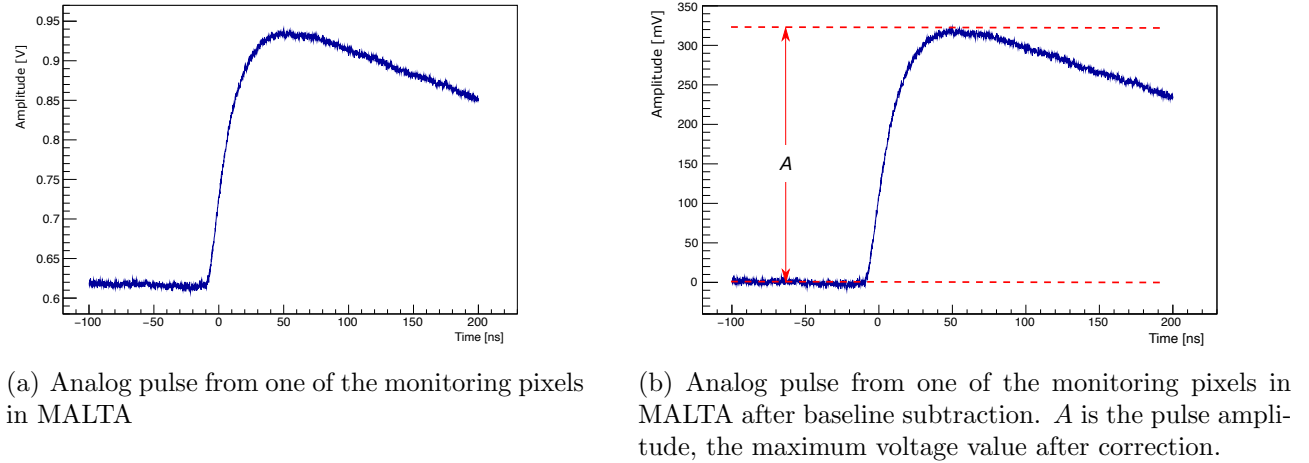 Amplitude [V]
0.95
0.9
0.85
0.8
0.75
0.7
0.65
0.6
−100 −50 0 50 100 150 200
Time [ns]
Amplitude [mV]
350
300
250
200
150
100
50
0
A
−100 −50 0 50 100 150 200
Time [ns]
(a) Analog pulse from one of the monitoring pixels
in MALTA
(b) Analog pulse from one of the monitoring pixels in
MALTA after baseline subtraction. A is the pulse ampli-
tude, the maximum voltage value after correction.